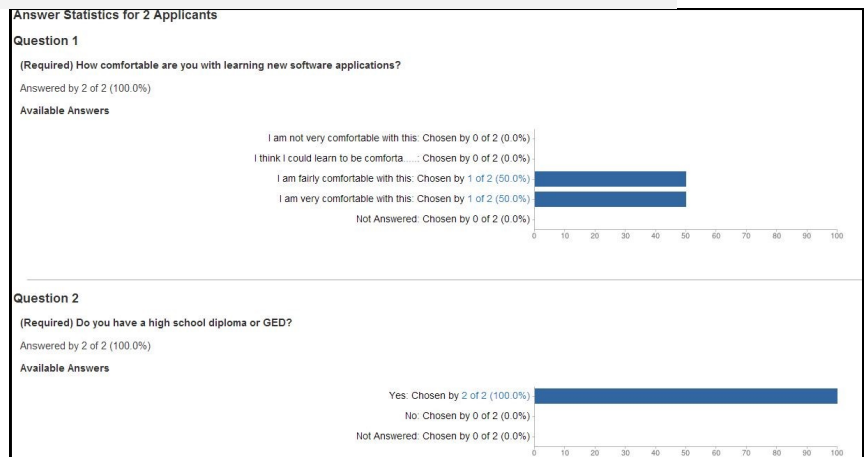 Answer Statistics for 2 Applicants
Question 1
(Required) How comfortable are you with learning new software applications?
Answered by 2 of 2 (100.0%)
Available Answers
I am not very comfortable with this: Chosen by 0 of 2 (0.0%)
I think I could learn to be comforta.....: Chosen by 0 of 2 (0.0%)
I am fairly comfortable with this: Chosen by 1 of 2 (50.0%)
I am very comfortable with this: Chosen by 1 of 2 (50.0%)
Not Answered: Chosen by 0 of 2 (0.0%)
0 10 20 30 40 50 60 70 80 90 100
Question 2
(Required) Do you have a high school diploma or GED?
Answered by 2 of 2 (100.0%)
Available Answers
Yes: Chosen by 2 of 2 (100.0%)
No: Chosen by 0 of 2 (0.0%)
Not Answered: Chosen by 0 of 2 (0.0%)
0 10 20 30 40 50 60 70 80 90 100